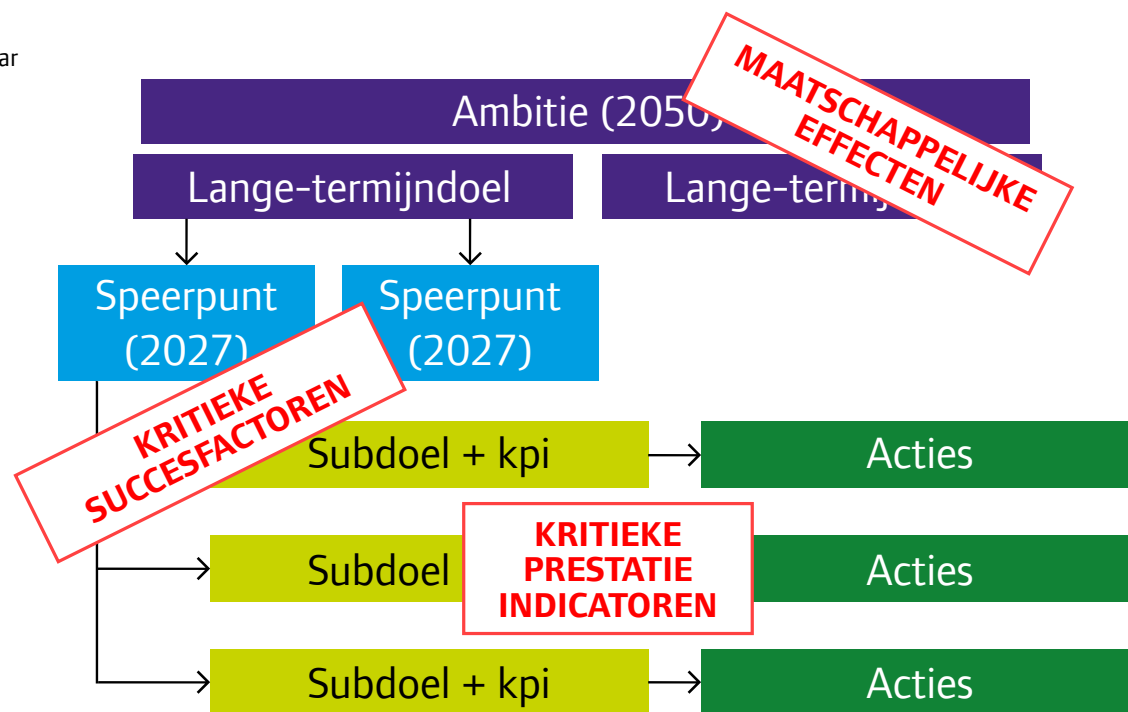 ar
Ambitie (2050)
MAATSCHAPPELIJKE
EFFECTEN
Lange-termijndoel
Lange-termij
Speerpunt
(2027)
Speerpunt
(2027)
KRITIEKE
SUCCESFACTOREN
Subdoel + kpi
Acties
Subdoel
KRITIEKE
PRESTATIE
INDICATOREN
Acties
Subdoel + kpi
Acties